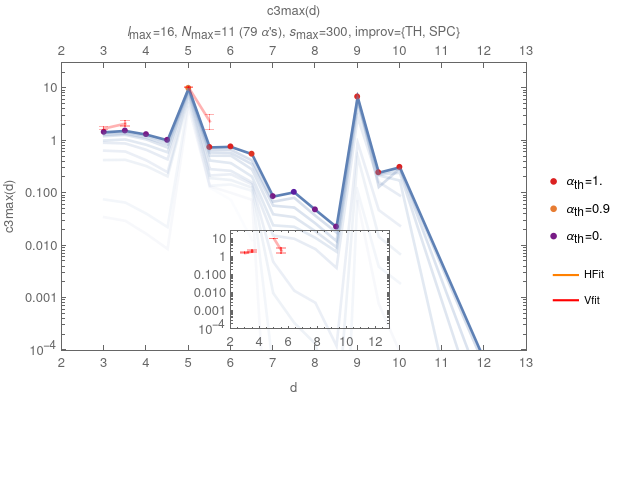 c3max(d)
lmax=16, Nmax=11 (79 α's), smax=300, improv={TH, SPC}
2 3 4 5 6 7 8 9 10 11 12 13
c3max(d)
10
1
0.100
0.010
0.001
10⁻⁴
10
1
0.100
0.010
0.001
10⁻⁴
2 4 6 8 10 12
2 3 4 5 6 7 8 9 10 11 12 13
d
αth=1.
αth=0.9
αth=0.
HFit
Vfit